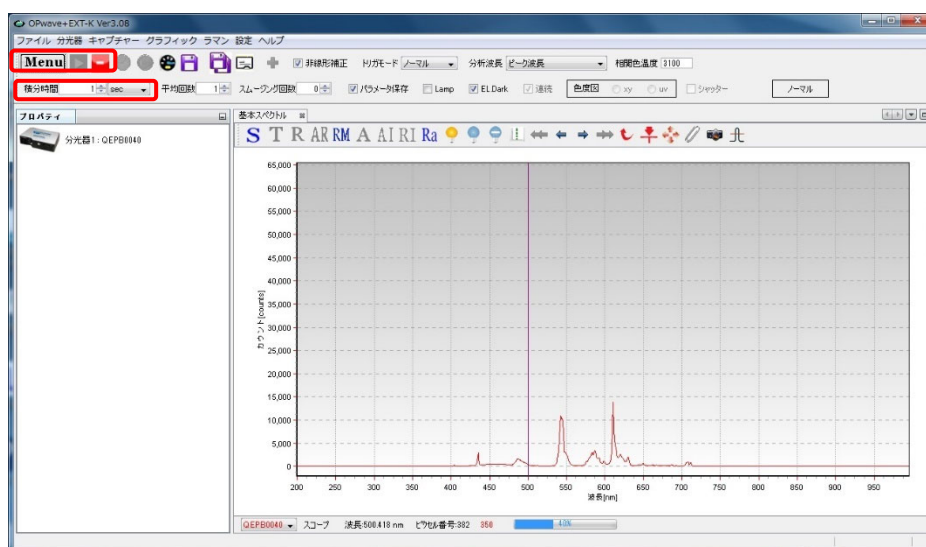 OPwave+EXT-K Ver3.08
ファイル 分光器 キャプチャー グラフィック ラマン 設定 ヘルプ
Menu 非線形補正 トリガモード ノーマル 分析波長 ピーク波長 相関色温度 3100
積分時間 1 sec 平均回数 1 スムージング回数 0 パラメータ保存 Lamp EL.Dark 連続 色度図 xy uv シャッター ノーマル
プロパティ 基本スペクトル
分光器1: QEPB0040
S T R AR RM A AI RI Ra
65,000
60,000
55,000
50,000
45,000
40,000
35,000
30,000
25,000
20,000
15,000
10,000
5,000
0
カウント[counts]
200 250 300 350 400 450 500 550 600 650 700 750 800 850 900 950
波長[nm]
QEPB0040 スコープ 波長:500.418 nm ピクセル番号:382 358 40%